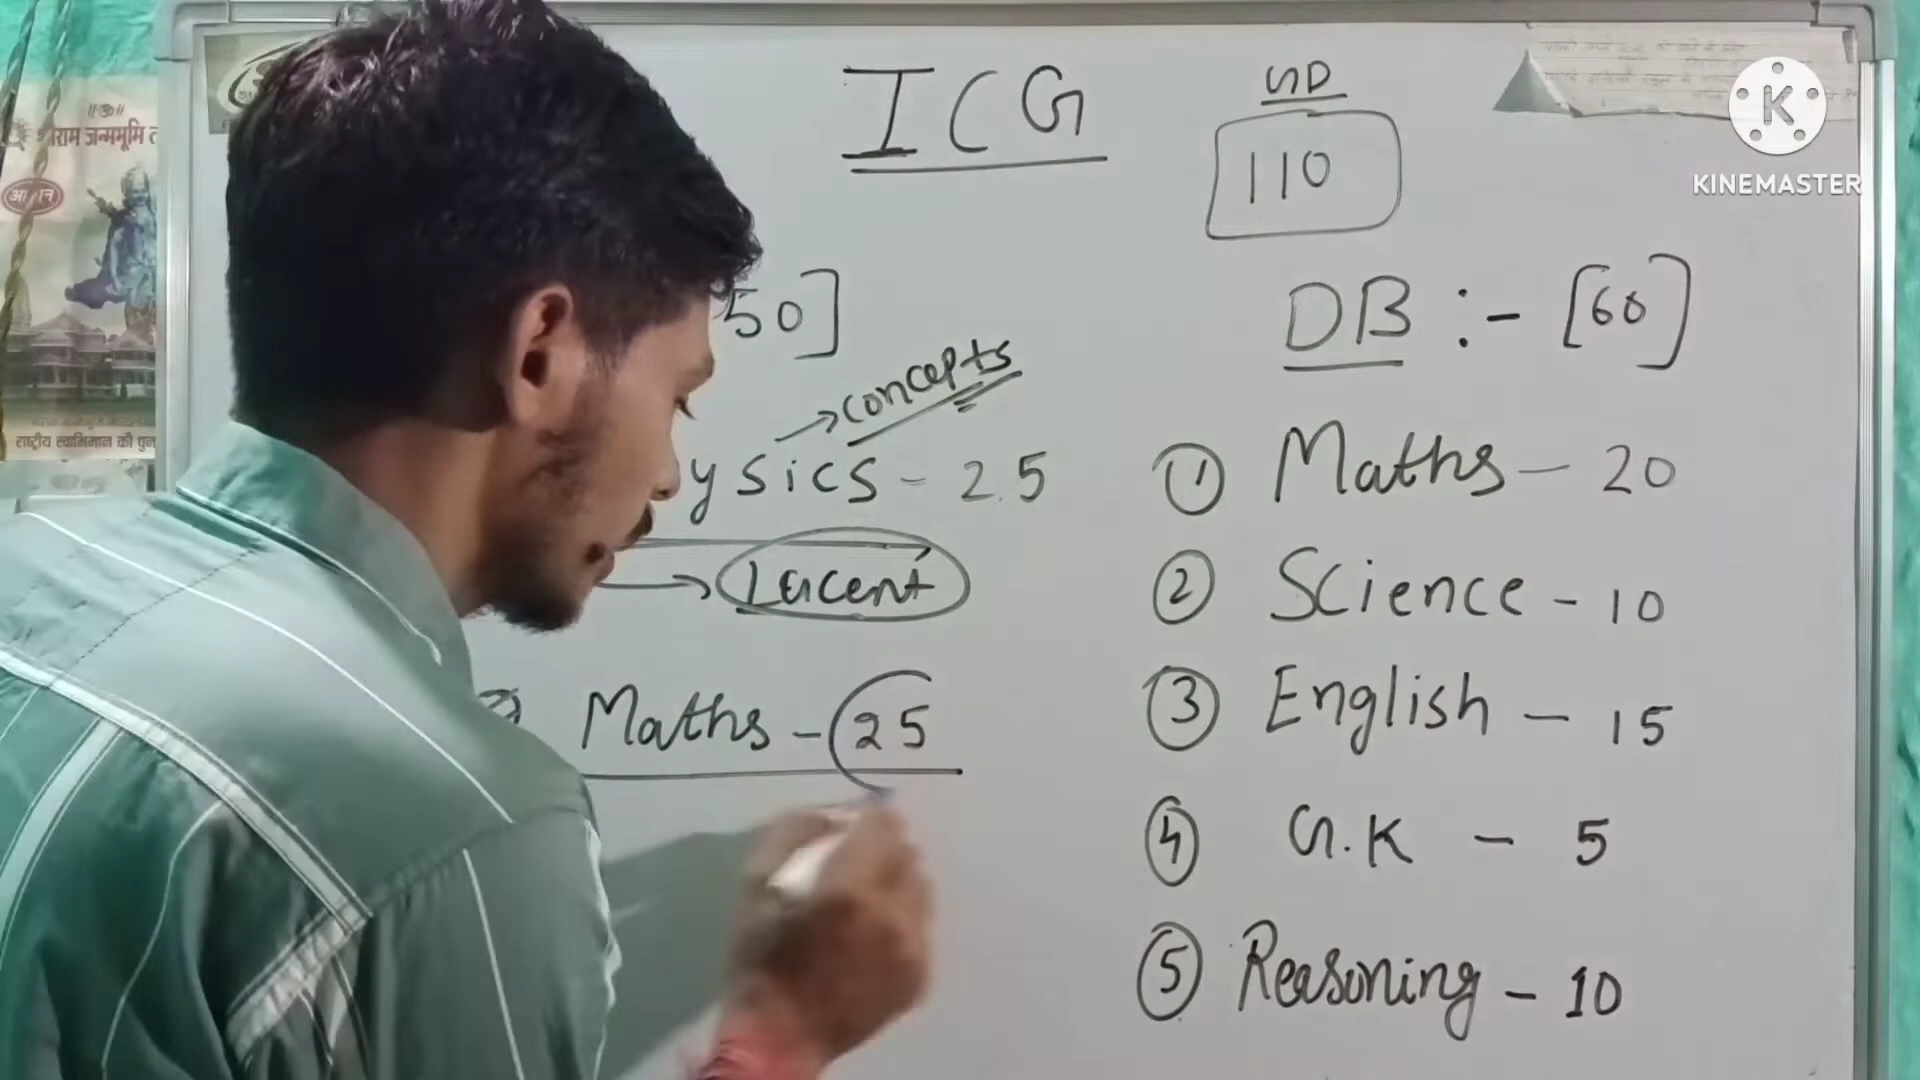 ICG
GD
110
KINEMASTER
॥ॐ॥
राष्ट्रीय स्वाभिमान की
50]
→ concepts
ysics - 25
→ Lucent
Maths - 25
DB :- [60]
① Maths - 20
② Science - 10
③ English - 15
④ G.K - 5
⑤ Reasoning - 10